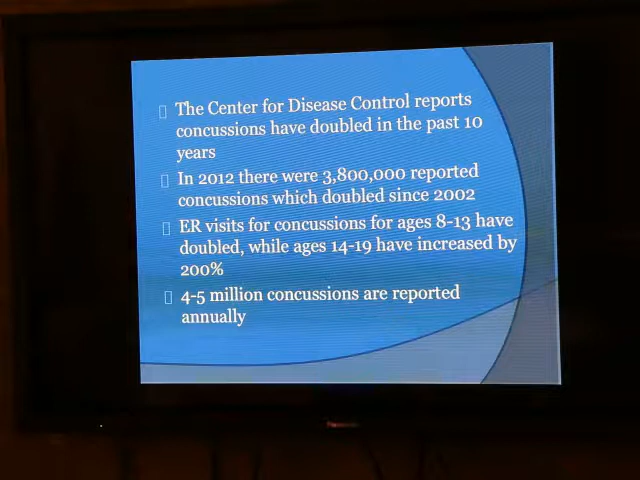 The Center for Disease Control reports
concussions have doubled in the past 10
years
In 2012 there were 3,800,000 reported
concussions which doubled since 2002
ER visits for concussions for ages 8-13 have
doubled, while ages 14-19 have increased by
200%
4-5 million concussions are reported
annually